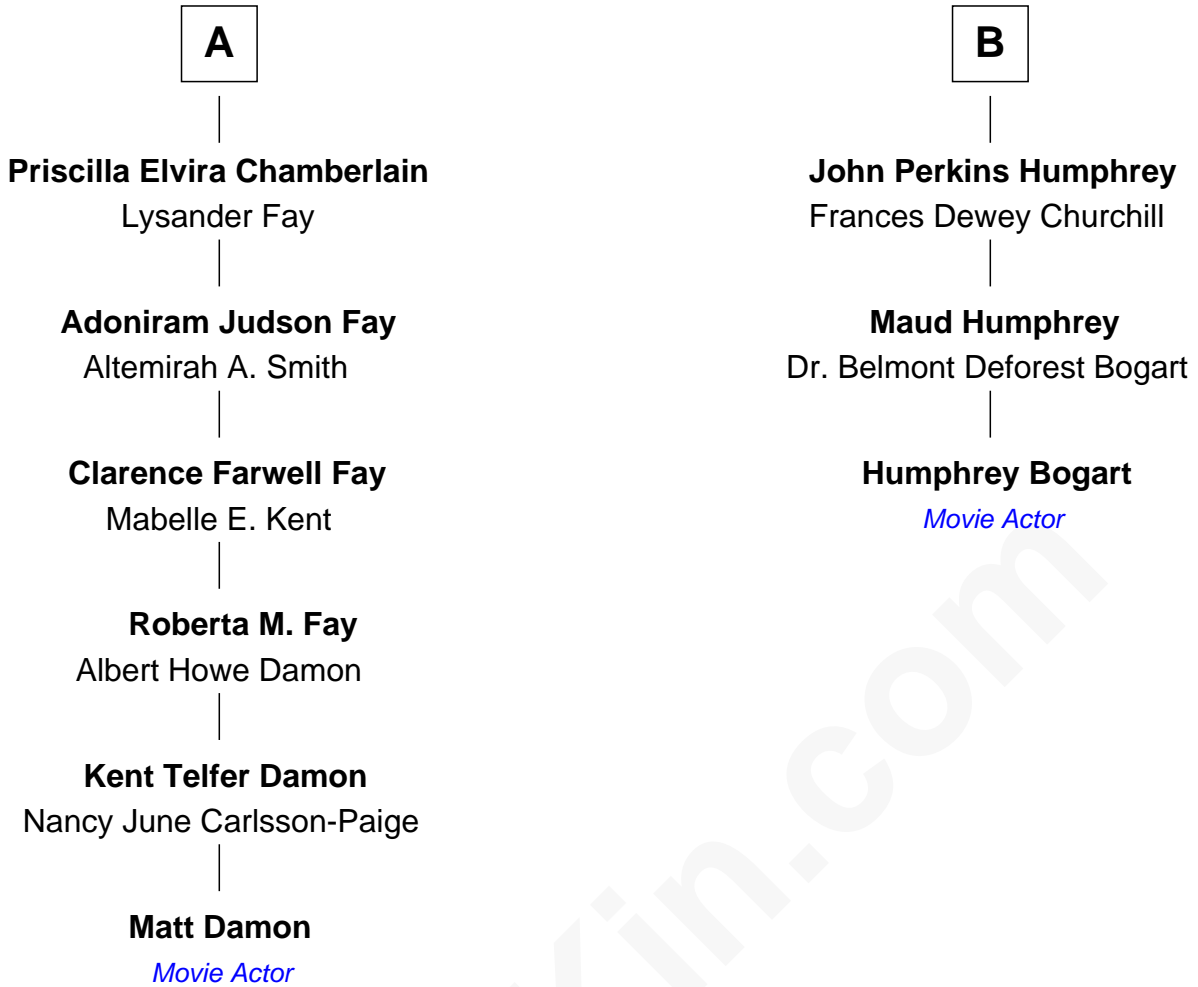 A
Priscilla Elvira Chamberlain
Lysander Fay
Adoniram Judson Fay
Altemirah A. Smith
Clarence Farwell Fay
Mabelle E. Kent
Roberta M. Fay
Albert Howe Damon
Kent Telfer Damon
Nancy June Carlsson-Paige
Matt Damon
Movie Actor
B
John Perkins Humphrey
Frances Dewey Churchill
Maud Humphrey
Dr. Belmont Deforest Bogart
Humphrey Bogart
Movie Actor
Kin.com